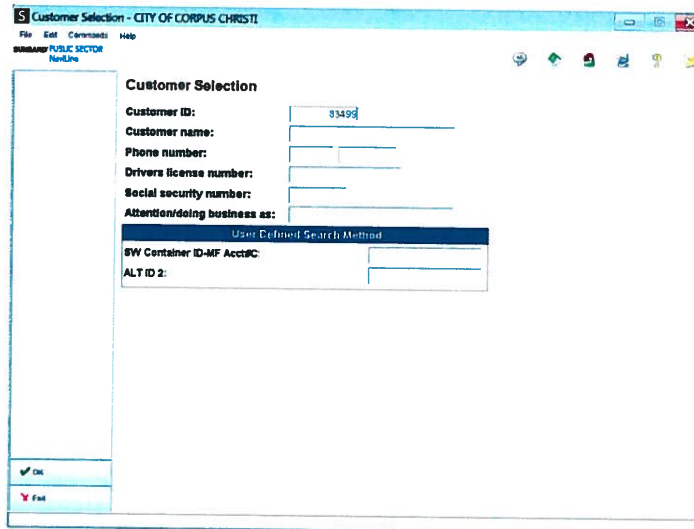 S Customer Selection - CITY OF CORPUS CHRISTI
File Edit Commands Help
SUNGARD PUBLIC SECTOR
NaviLine
Customer Selection
Customer ID: 83499
Customer name:
Phone number:
Drivers license number:
Social security number:
Attention/doing business as:
User Defined Search Method
SW Container ID-MF Acct#C:
ALT ID 2:
OK
Exit